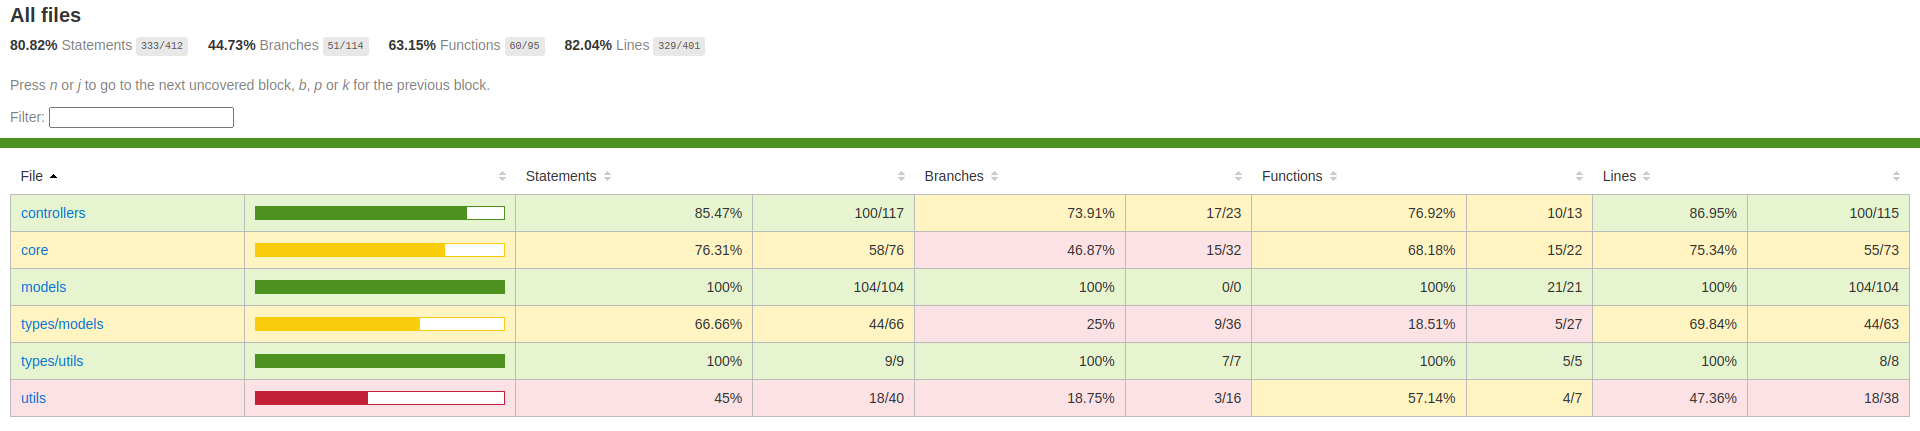 All files
80.82% Statements 333/412 44.73% Branches 51/114 63.15% Functions 60/95 82.04% Lines 329/401
Press n or j to go to the next uncovered block, b, p or k for the previous block.
Filter:
File Statements Branches Functions Lines
controllers 85.47% 100/117 73.91% 17/23 76.92% 10/13 86.95% 100/115
core 76.31% 58/76 46.87% 15/32 68.18% 15/22 75.34% 55/73
models 100% 104/104 100% 0/0 100% 21/21 100% 104/104
types/models 66.66% 44/66 25% 9/36 18.51% 5/27 69.84% 44/63
types/utils 100% 9/9 100% 7/7 100% 5/5 100% 8/8
utils 45% 18/40 18.75% 3/16 57.14% 4/7 47.36% 18/38